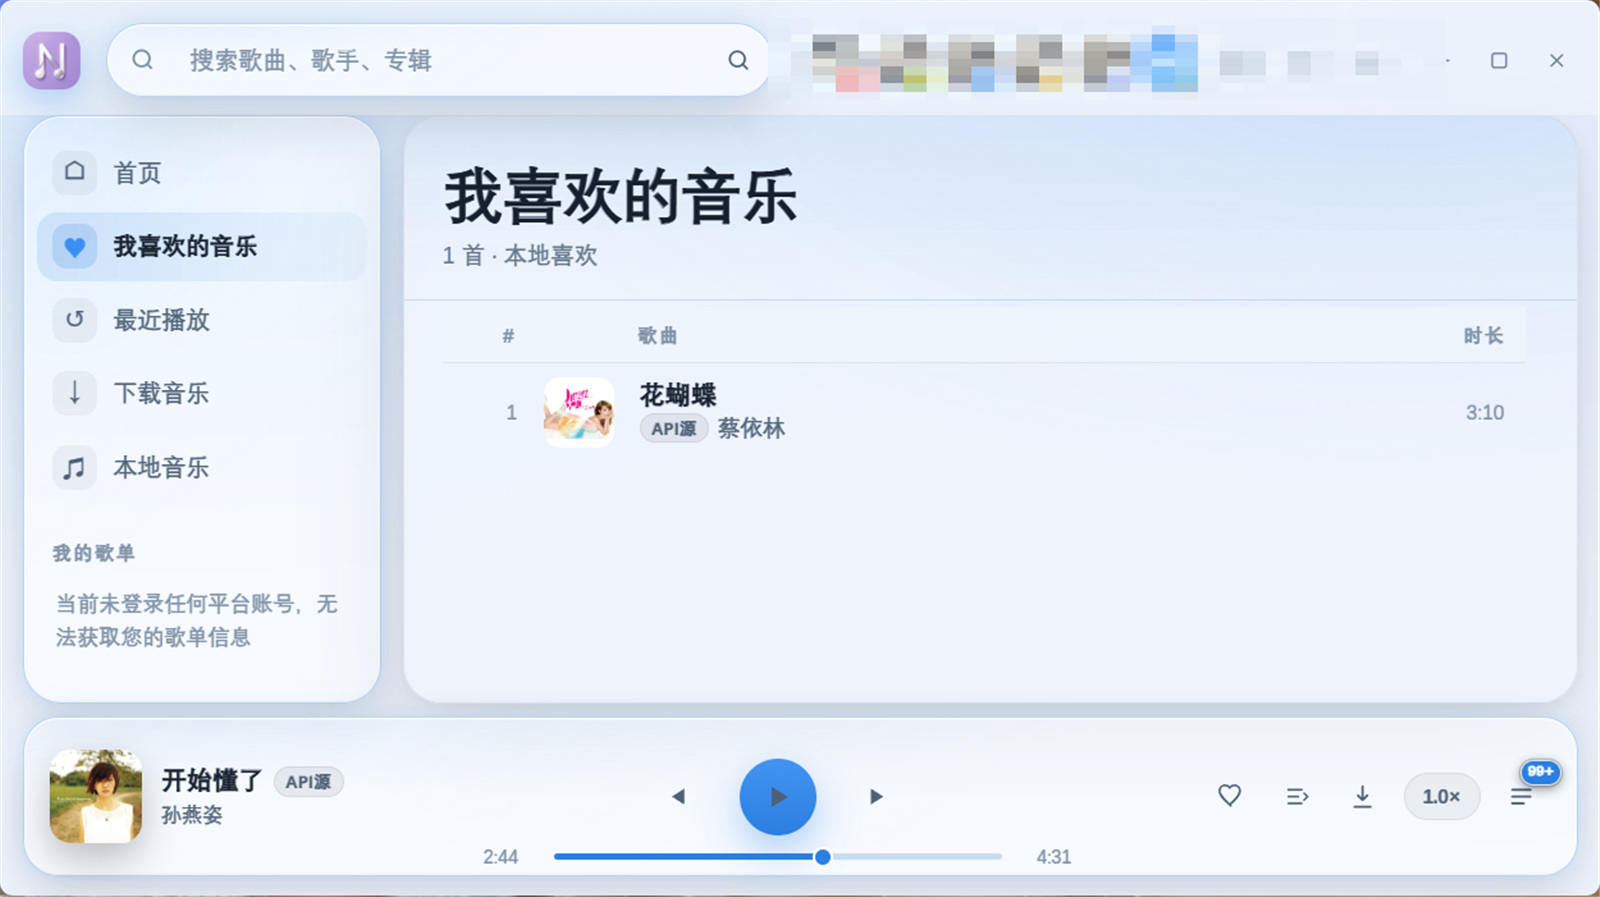 搜索歌曲、歌手、专辑
首页
我喜欢的音乐
最近播放
下载音乐
本地音乐
我的歌单
当前未登录任何平台账号，无
法获取您的歌单信息
我喜欢的音乐
1 首 · 本地喜欢
# 歌曲 时长
1 花蝴蝶 3:10
API源 蔡依林
开始懂了 API源
孙燕姿
2:44 4:31
1.0×
99+